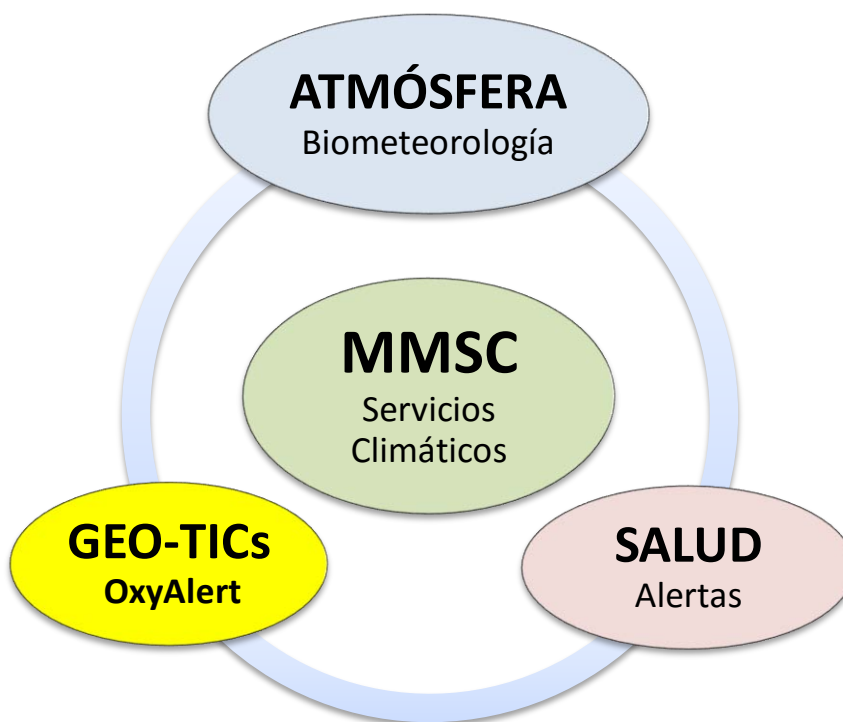 ATMÓSFERA
Biometeorología
MMSC
Servicios
Climáticos
GEO-TICs
OxyAlert
SALUD
Alertas